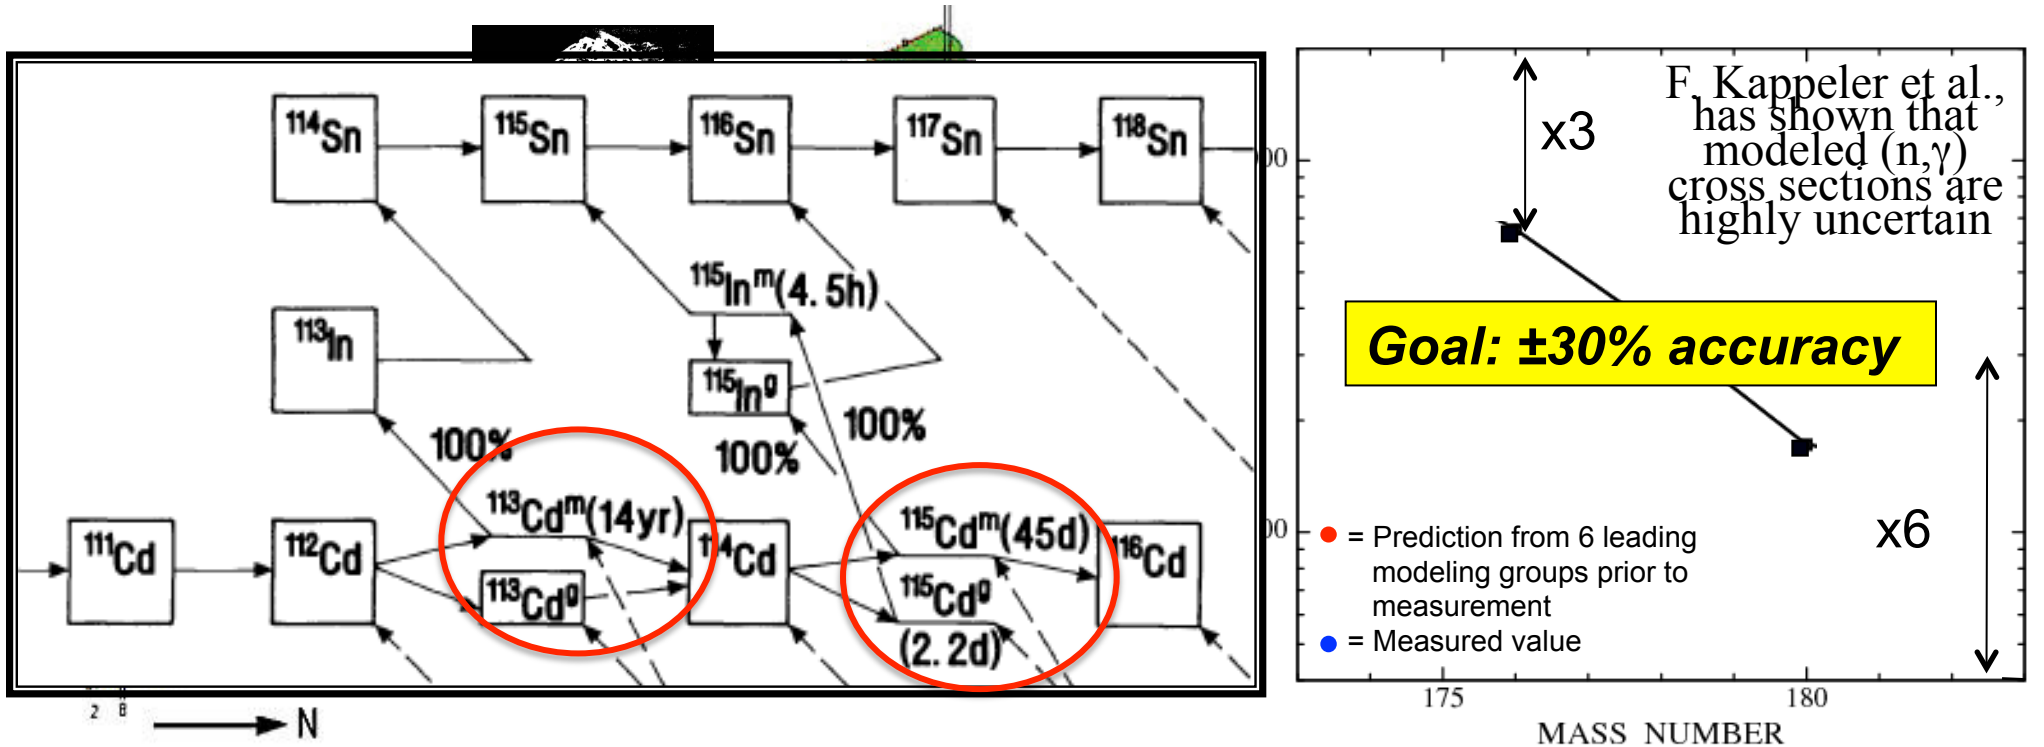 114Sn
115Sn
116Sn
117Sn
118Sn
115Inm(4.5h)
113In
115Ing
100%
100%
100%
113Cdm(14yr)
115Cdm(45d)
111Cd
112Cd
114Cd
116Cd
113Cdg
115Cdg
(2.2d)
2 8
N
x3
F. Kappeler et al.,
has shown that
modeled (n,γ)
cross sections are
highly uncertain
Goal: ±30% accuracy
x6
= Prediction from 6 leading
modeling groups prior to
measurement
= Measured value
175
180
MASS NUMBER